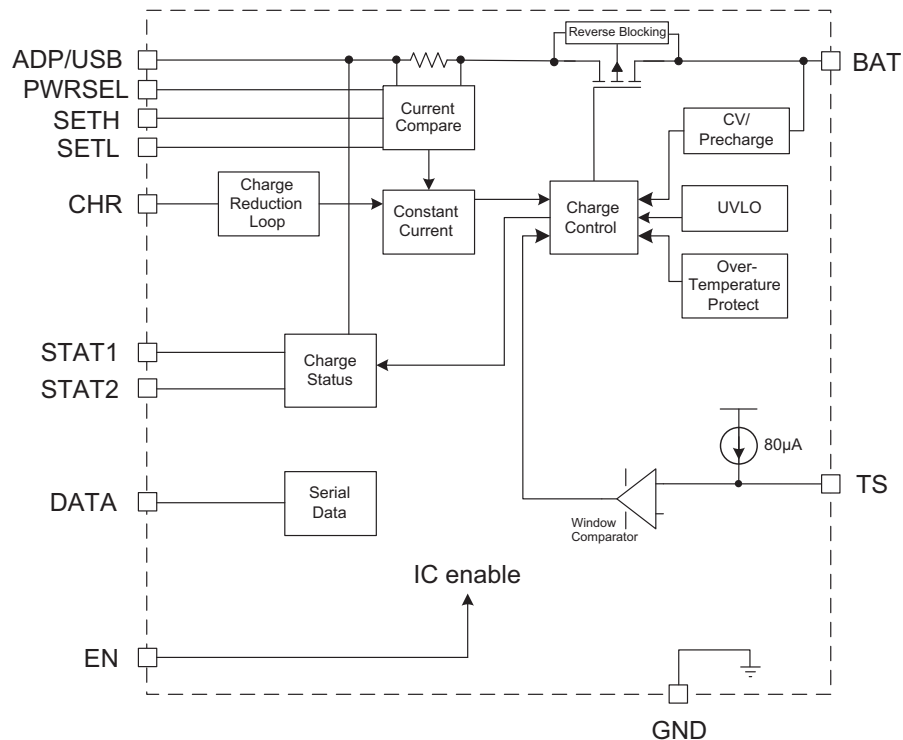 Reverse Blocking
ADP/USB
BAT
PWRSEL
SETH
SETL
Current
Compare
CV/
Precharge
CHR
Charge
Reduction
Loop
Constant
Current
Charge
Control
UVLO
Over-
Temperature
Protect
STAT1
STAT2
Charge
Status
80µA
DATA
Serial
Data
TS
Window
Comparator
IC enable
EN
GND